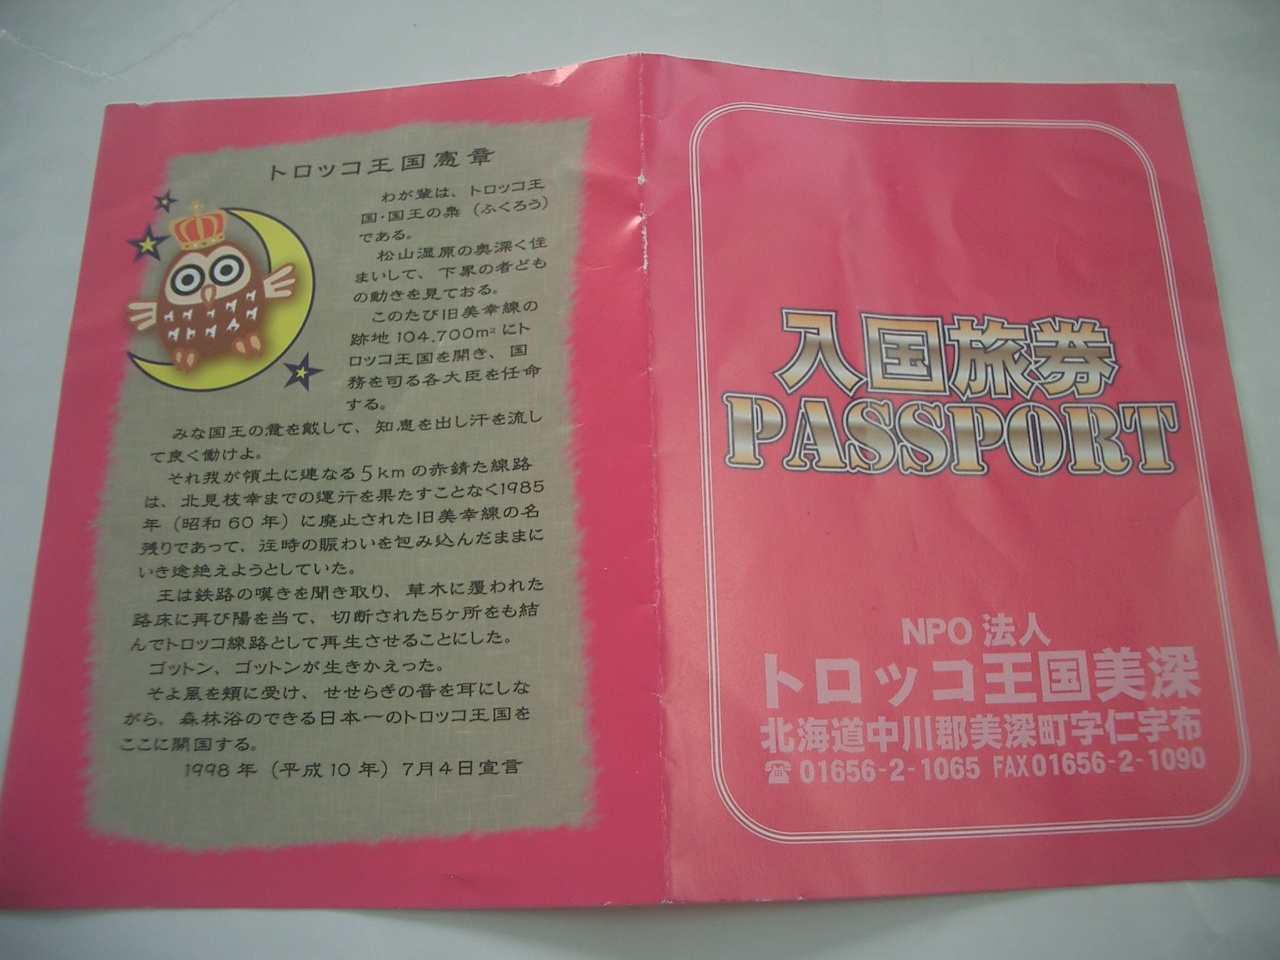 トロッコ王国憲章
わが輩は、トロッコ王
国・国王の梟（ふくろう）
である。
松山湿原の奥深く住
まいして、下界の者ども
の動きを見ておる。
このたび旧美幸線の
跡地104,700m²にト
ロッコ王国を開き、国
務を司る各大臣を任命
する。
みな国王の意を戴して、知恵を出し汗を流し
て良く働けよ。
それ我が領土に連なる5kmの赤錆た線路
は、北見枝幸までの運行を果たすことなく1985
年（昭和60年）に廃止された旧美幸線の名
残りであって、往時の賑わいを包み込んだままに
いき途絶えようとしていた。
王は鉄路の嘆きを聞き取り、草木に覆われた
路床に再び陽を当て、切断された5ヶ所をも結
んでトロッコ線路として再生させることにした。
ゴットン、ゴットンが生きかえった。
そよ風を頬に受け、せせらぎの音を耳にしな
がら、森林浴のできる日本一のトロッコ王国を
ここに開国する。
1998年（平成10年）7月4日宣言
入国旅券
PASSPORT
NPO法人
トロッコ王国美深
北海道中川郡美深町字仁宇布
☎01656-2-1065 FAX01656-2-1090